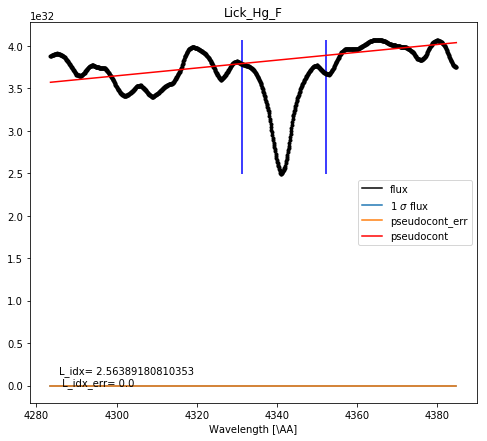 Lick_Hg_F
1e32
4.0
3.5
3.0
2.5
2.0
1.5
1.0
0.5
0.0
flux
1 σ flux
pseudocont_err
pseudocont
L_idx= 2.56389180810353
L_idx_err= 0.0
4280 4300 4320 4340 4360 4380
Wavelength [\AA]